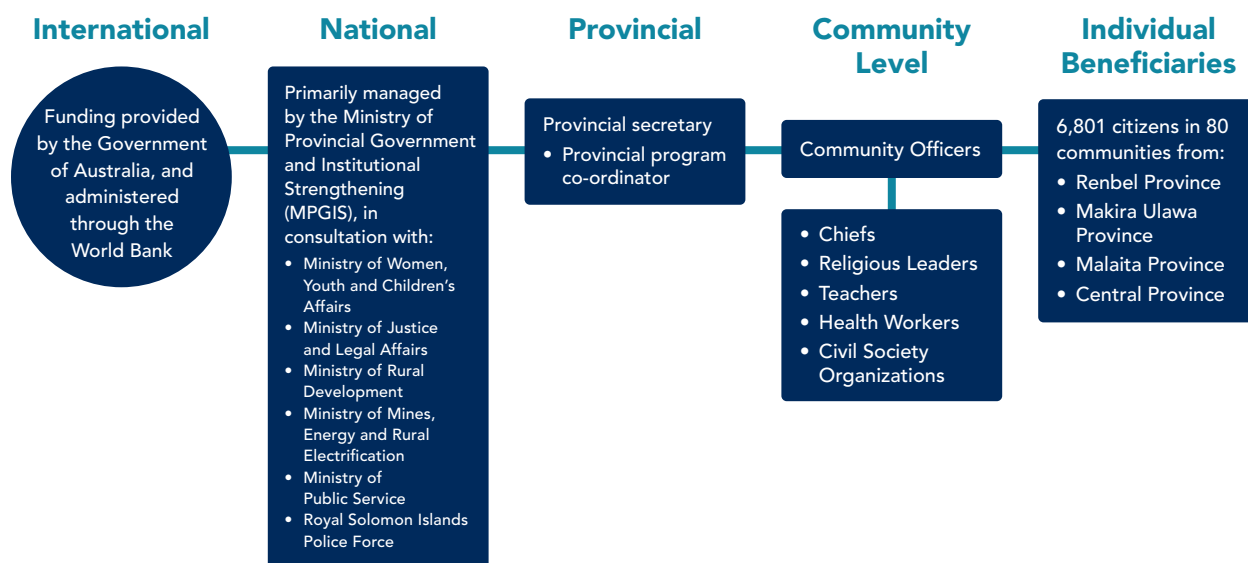 International
Funding provided
by the Government
of Australia, and
administered
through the
World Bank
National
Primarily managed
by the Ministry of
Provincial Government
and Institutional
Strengthening
(MPGIS), in
consultation with:
• Ministry of Women,
Youth and Children’s
Affairs
• Ministry of Justice
and Legal Affairs
• Ministry of Rural
Development
• Ministry of Mines,
Energy and Rural
Electrification
• Ministry of
Public Service
• Royal Solomon Islands
Police Force
Provincial
Provincial secretary
• Provincial program
co-ordinator
Community
Level
Community Officers
• Chiefs
• Religious Leaders
• Teachers
• Health Workers
• Civil Society
Organizations
Individual
Beneficiaries
6,801 citizens in 80
communities from:
• Renbel Province
• Makira Ulawa
Province
• Malaita Province
• Central Province